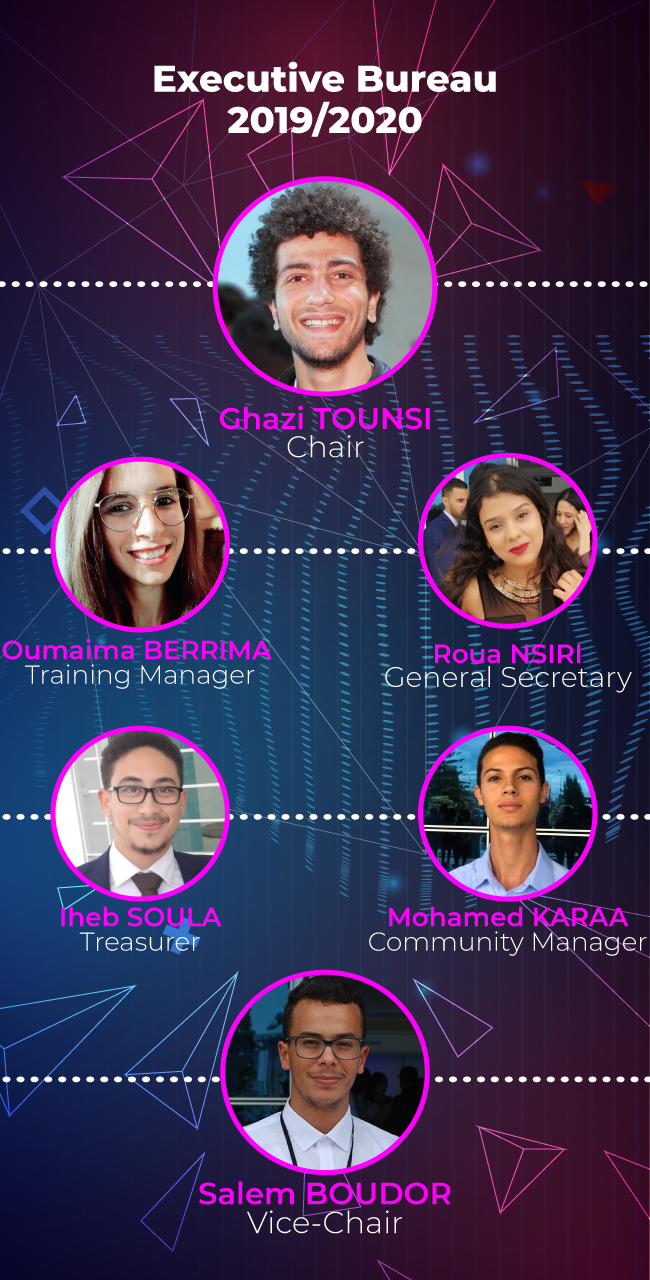 Executive Bureau
2019/2020
Ghazi TOUNSI
Chair
Oumaima BERRIMA
Training Manager
Roua NSIRI
General Secretary
Iheb SOULA
Treasurer
Mohamed KARAA
Community Manager
Salem BOUDOR
Vice-Chair